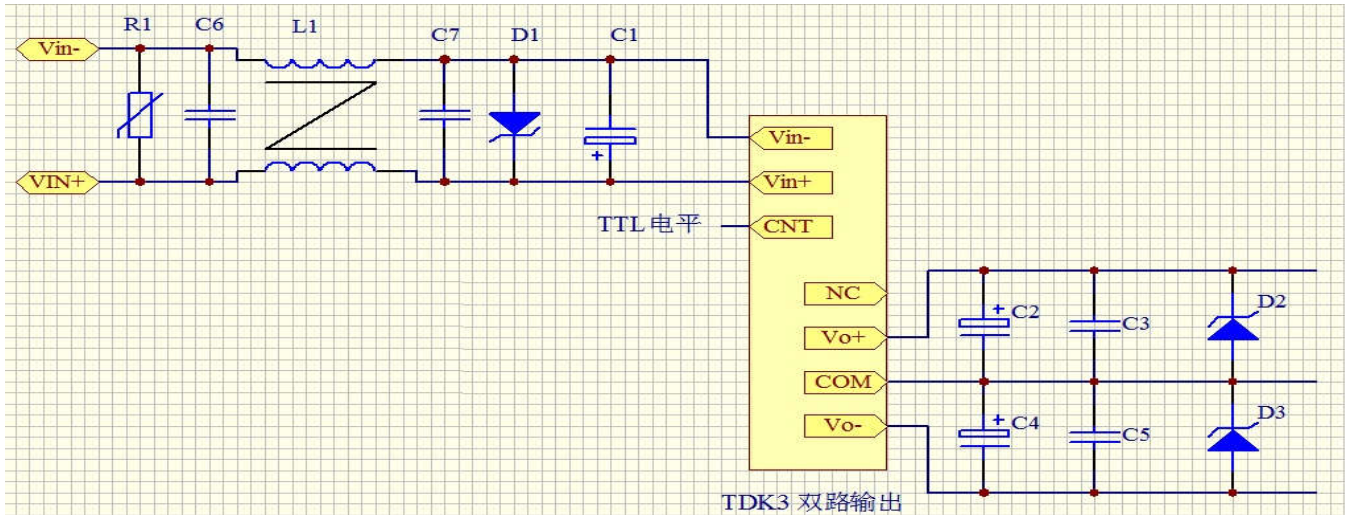 R1
C6
L1
C7
D1
C1
Vin-
VIN+
Vin-
Vin+
TTL 电平
CNT
NC
Vo+
COM
Vo-
C2
C3
D2
C4
C5
D3
TDK3 双路输出